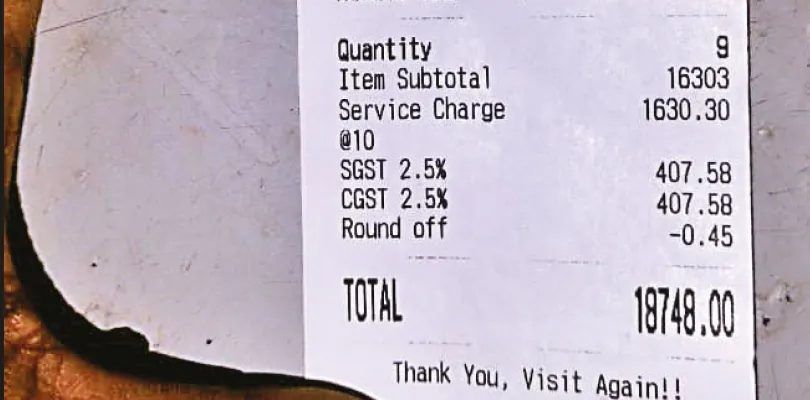 Quantity 9
Item Subtotal 16303
Service Charge 1630.30
@10
SGST 2.5% 407.58
CGST 2.5% 407.58
Round off -0.45
TOTAL 18748.00
Thank You, Visit Again!!